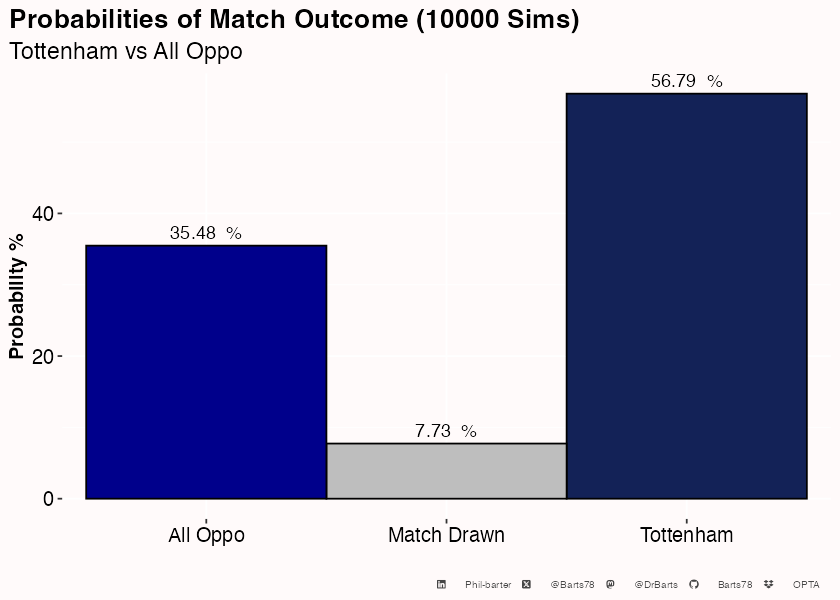 Probabilities of Match Outcome (10000 Sims)
Tottenham vs All Oppo
56.79 %
35.48 %
7.73 %
Probability %
40
20
0
All Oppo
Match Drawn
Tottenham
Phil-barter @Barts78 @DrBarts Barts78 OPTA